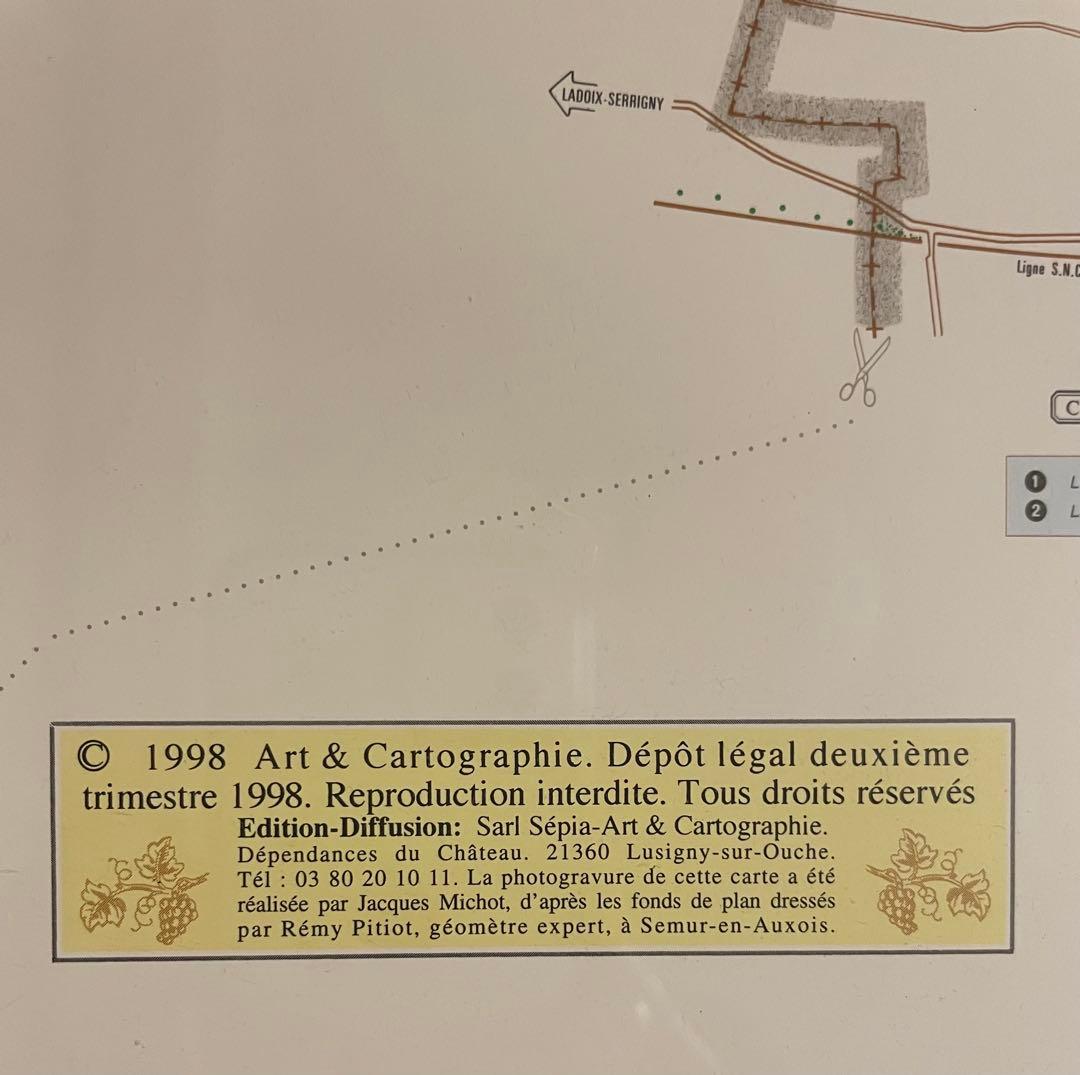 LADOIX-SERRIGNY
Ligne S.N.C
C
1 L
2 L
© 1998 Art & Cartographie. Dépôt légal deuxième
trimestre 1998. Reproduction interdite. Tous droits réservés
Edition-Diffusion: Sarl Sépia-Art & Cartographie.
Dépendances du Château. 21360 Lusigny-sur-Ouche.
Tél : 03 80 20 10 11. La photogravure de cette carte a été
réalisée par Jacques Michot, d'après les fonds de plan dressés
par Rémy Pitiot, géomètre expert, à Semur-en-Auxois.